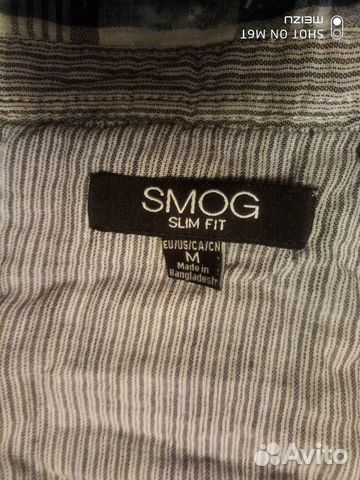 SHOT ON M6T
MEIZU
SMOG
SLIM FIT
EU/US/CA/CN
M
Made in
Bangladesh
Avito